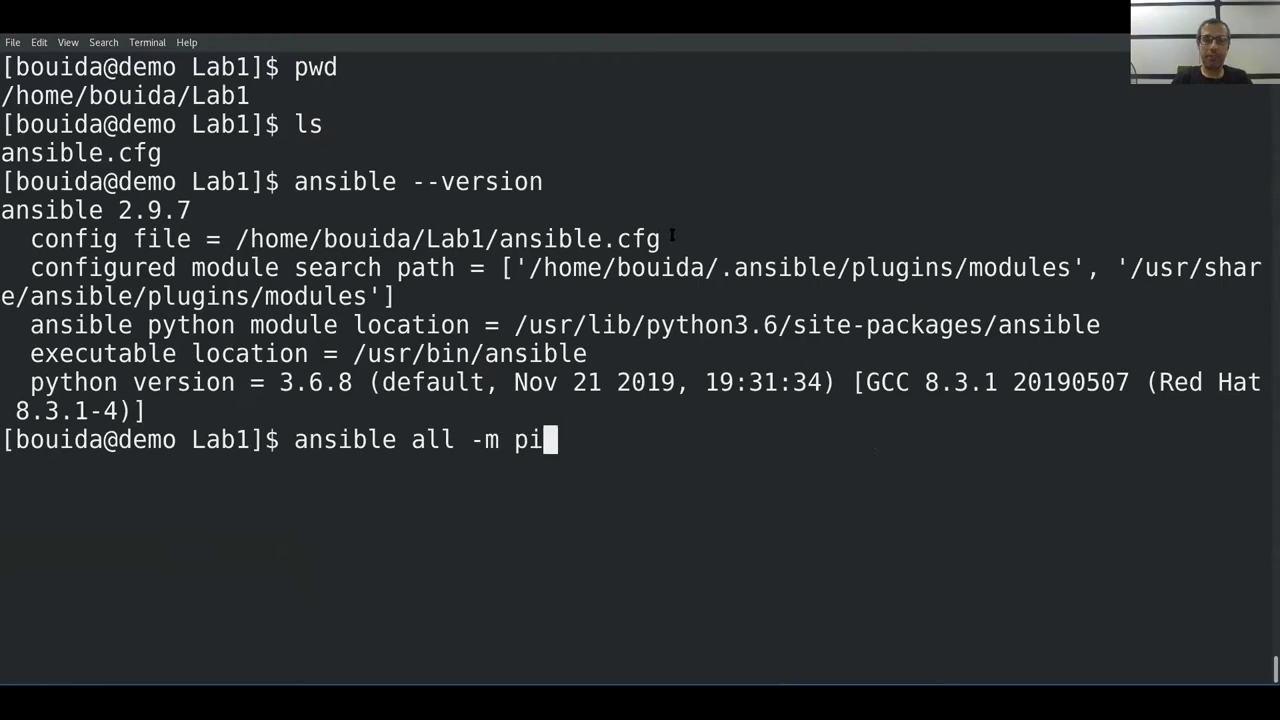 File Edit View Search Terminal Help
[bouida@demo Lab1]$ pwd
/home/bouida/Lab1
[bouida@demo Lab1]$ ls
ansible.cfg
[bouida@demo Lab1]$ ansible --version
ansible 2.9.7
  config file = /home/bouida/Lab1/ansible.cfg
  configured module search path = ['/home/bouida/.ansible/plugins/modules', '/usr/shar
e/ansible/plugins/modules']
  ansible python module location = /usr/lib/python3.6/site-packages/ansible
  executable location = /usr/bin/ansible
  python version = 3.6.8 (default, Nov 21 2019, 19:31:34) [GCC 8.3.1 20190507 (Red Hat
 8.3.1-4)]
[bouida@demo Lab1]$ ansible all -m pi